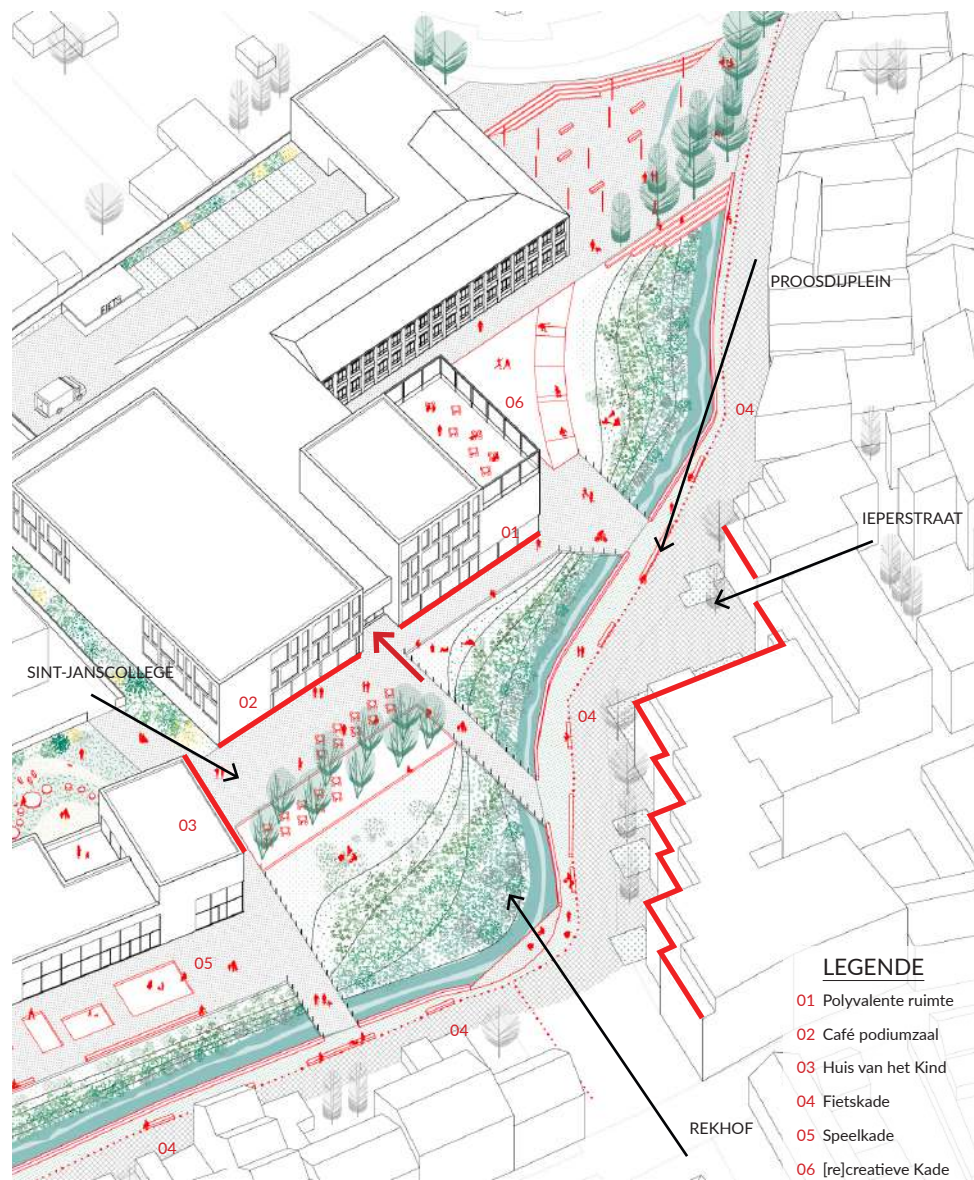 PROOSDIJPLEIN
06
04
IEPERSTRAAT
01
SINT-JANSCOLLEGE
02
04
03
05
LEGENDE
01 Polyvalente ruimte
02 Café podiumzaal
03 Huis van het Kind
04
04 Fietskade
05 Speelkade
REKHOF
04
06 [re]creatieve Kade